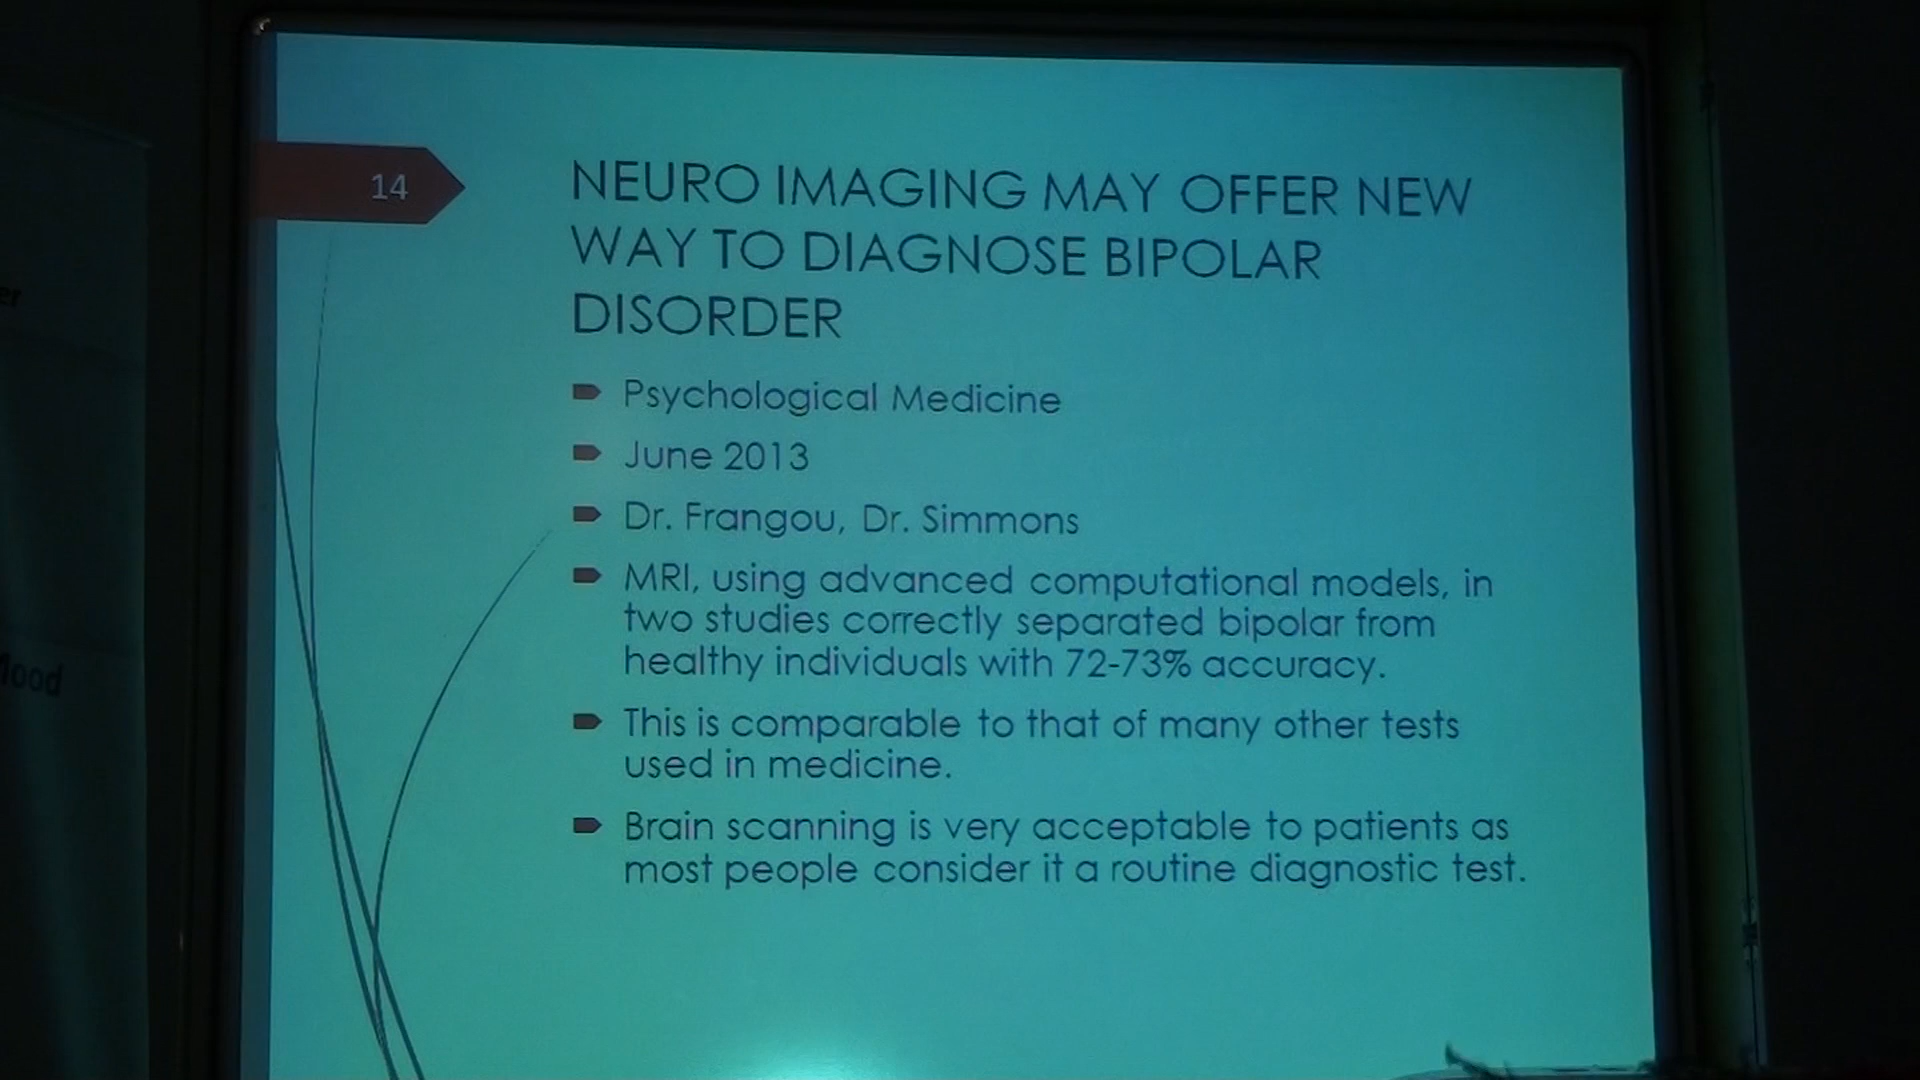 14
NEURO IMAGING MAY OFFER NEW
WAY TO DIAGNOSE BIPOLAR
DISORDER
Psychological Medicine
June 2013
Dr. Frangou, Dr. Simmons
MRI, using advanced computational models, in
two studies correctly separated bipolar from
healthy individuals with 72-73% accuracy.
This is comparable to that of many other tests
used in medicine.
Brain scanning is very acceptable to patients as
most people consider it a routine diagnostic test.